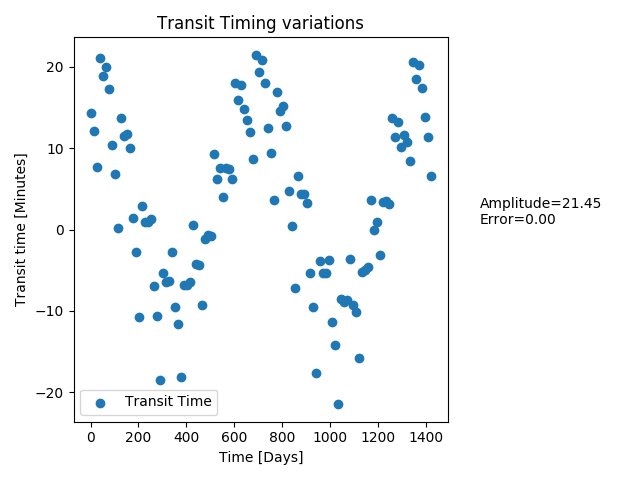 Transit Timing variations
Transit time [Minutes]
20
10
0
−10
−20
Transit Time
0 200 400 600 800 1000 1200 1400
Time [Days]
Amplitude=21.45
Error=0.00